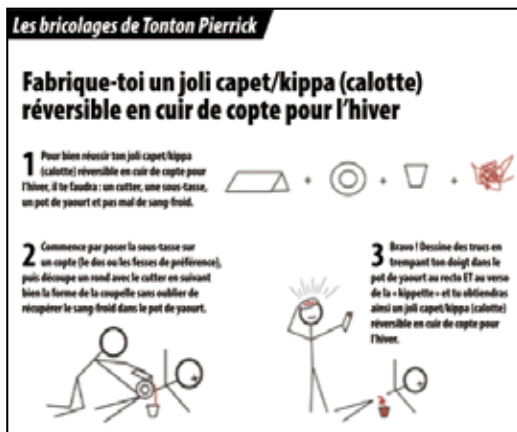 Les bricolages de Tonton Pierrick
Fabrique-toi un joli capet/kippa (calotte)
réversible en cuir de copte pour l'hiver
1 Pour bien réussir ton joli capet/kippa
(calotte) réversible en cuir de copte pour
l'hiver, il te faudra : un cutter, une sous-tasse,
un pot de yaourt et pas mal de sang-froid.
2 Commence par poser la sous-tasse sur
un copte (le dos ou les fesses de préférence),
puis découpe un rond avec le cutter en suivant
bien la forme de la coupelle sans oublier de
récupérer le sang-froid dans le pot de yaourt.
3 Bravo ! Dessine des trucs en
trempant ton doigt dans le
pot de yaourt au recto ET au verso
de la « kippette » et tu obtiendras
ainsi un joli capet/kippa (calotte)
réversible en cuir de copte pour
l'hiver.